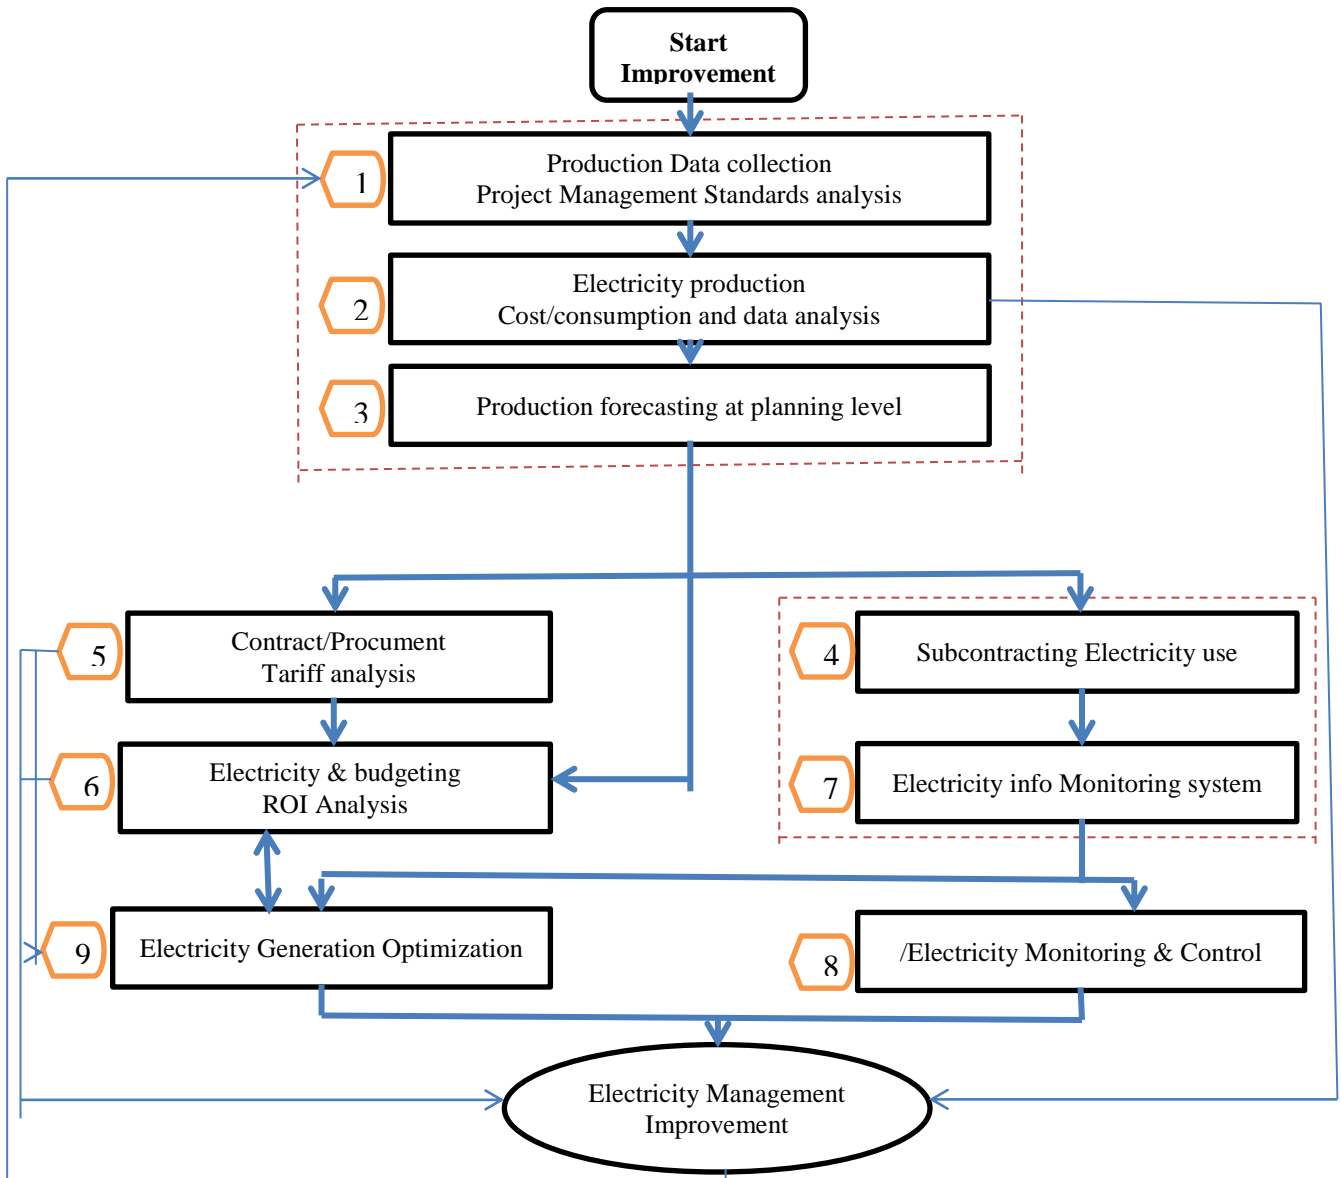 Start
Improvement
1
Production Data collection
Project Management Standards analysis
2
Electricity production
Cost/consumption and data analysis
3
Production forecasting at planning level
5
Contract/Procument
Tariff analysis
4
Subcontracting Electricity use
6
Electricity & budgeting
ROI Analysis
7
Electricity info Monitoring system
9
Electricity Generation Optimization
8
/Electricity Monitoring & Control
Electricity Management
Improvement